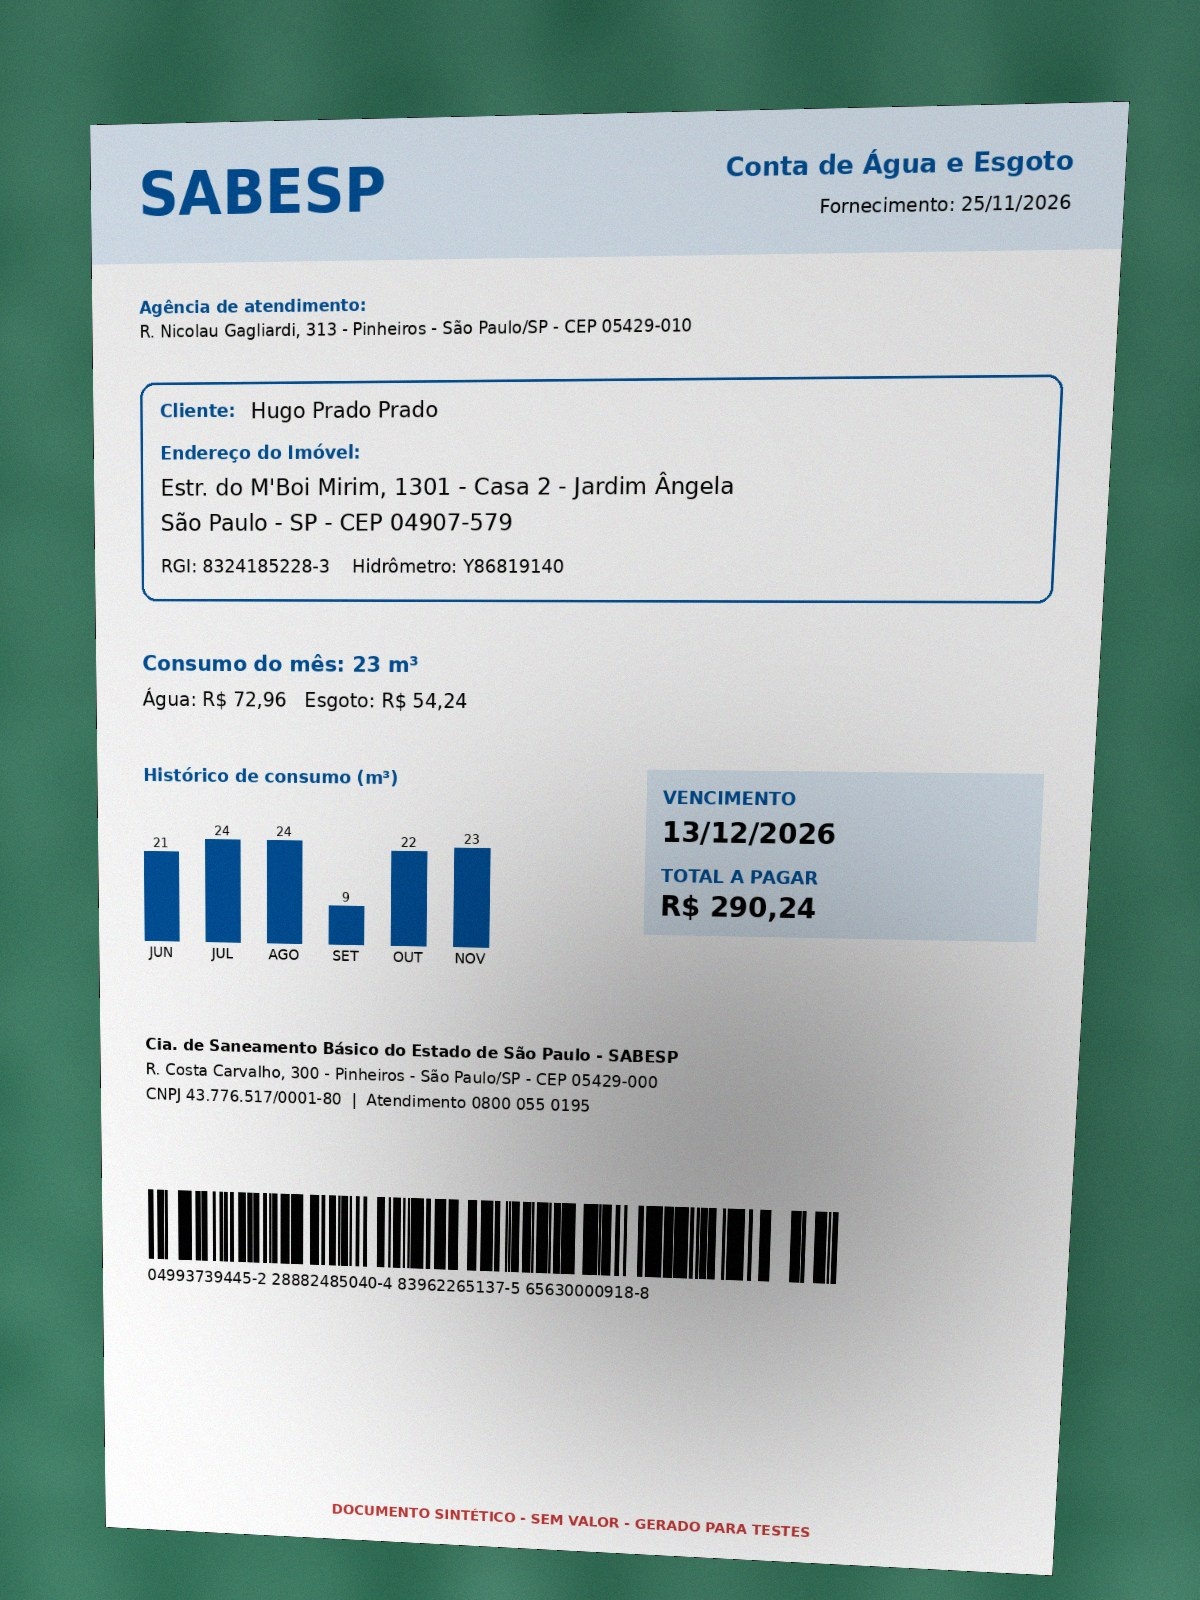 SABESP
Conta de Água e Esgoto
Fornecimento: 25/11/2026
Agência de atendimento:
R. Nicolau Gagliardi, 313 - Pinheiros - São Paulo/SP - CEP 05429-010
Cliente: Hugo Prado Prado
Endereço do Imóvel:
Estr. do M'Boi Mirim, 1301 - Casa 2 - Jardim Ângela
São Paulo - SP - CEP 04907-579
RGI: 8324185228-3 Hidrômetro: Y86819140
Consumo do mês: 23 m³
Água: R$ 72,96 Esgoto: R$ 54,24
Histórico de consumo (m³)
21 24 24 9 22 23
JUN JUL AGO SET OUT NOV
VENCIMENTO
13/12/2026
TOTAL A PAGAR
R$ 290,24
Cia. de Saneamento Básico do Estado de São Paulo - SABESP
R. Costa Carvalho, 300 - Pinheiros - São Paulo/SP - CEP 05429-000
CNPJ 43.776.517/0001-80 | Atendimento 0800 055 0195
04993739445-2 28882485040-4 83962265137-5 65630000918-8
DOCUMENTO SINTÉTICO - SEM VALOR - GERADO PARA TESTES